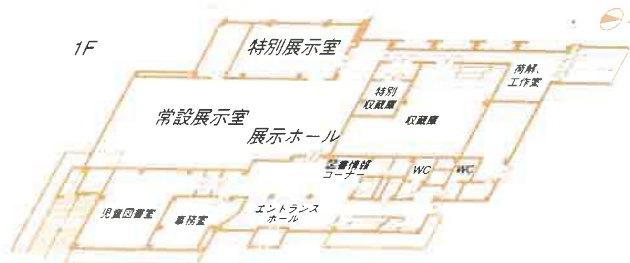 1F
特別展示室
荷解、
工作室
特別
収蔵庫
収蔵庫
常設展示室
展示ホール
図書情報
コーナー
WC
WC
児童図書室
事務室
エントランス
ホール